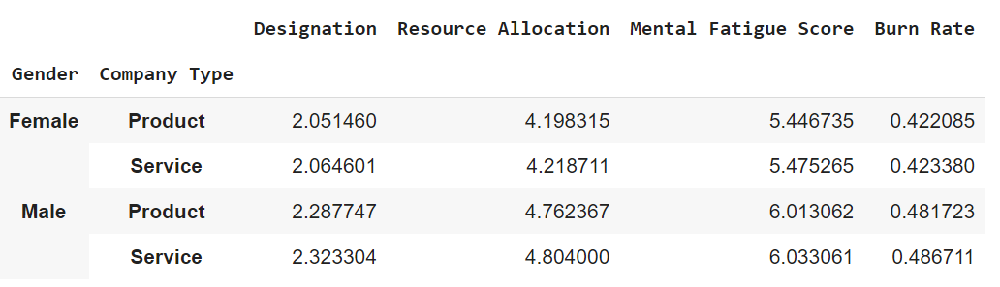 Designation Resource Allocation Mental Fatigue Score Burn Rate
Gender Company Type
Female Product 2.051460 4.198315 5.446735 0.422085
Service 2.064601 4.218711 5.475265 0.423380
Male Product 2.287747 4.762367 6.013062 0.481723
Service 2.323304 4.804000 6.033061 0.486711